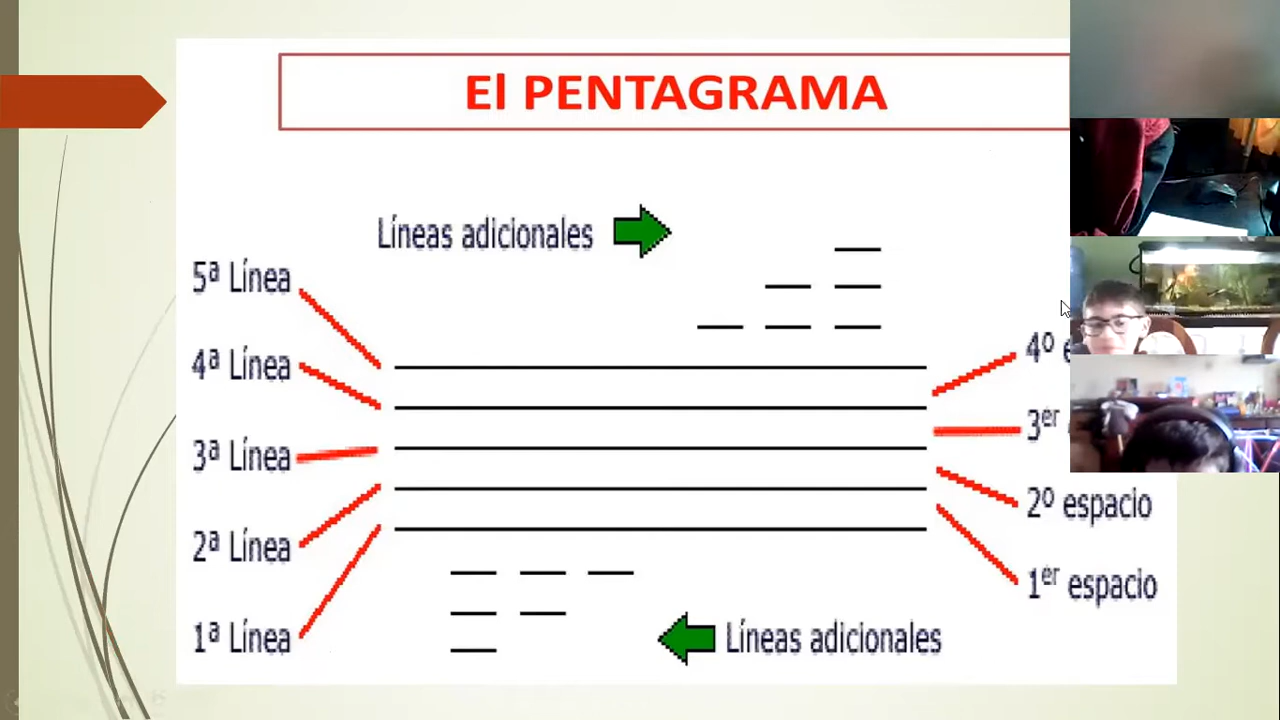 El PENTAGRAMA
Líneas adicionales
5ª Línea
4ª Línea
3ª Línea
2ª Línea
1ª Línea
4º
3er
2º espacio
1er espacio
Líneas adicionales